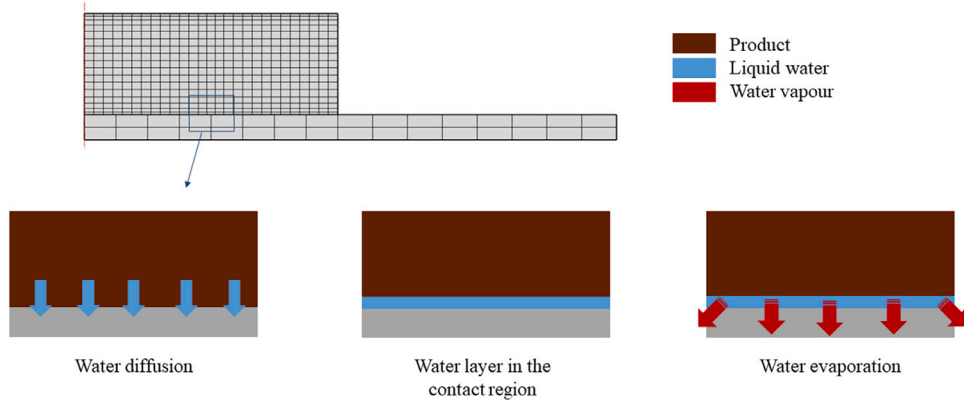 Product
Liquid water
Water vapour
Water diffusion
Water layer in the
contact region
Water evaporation